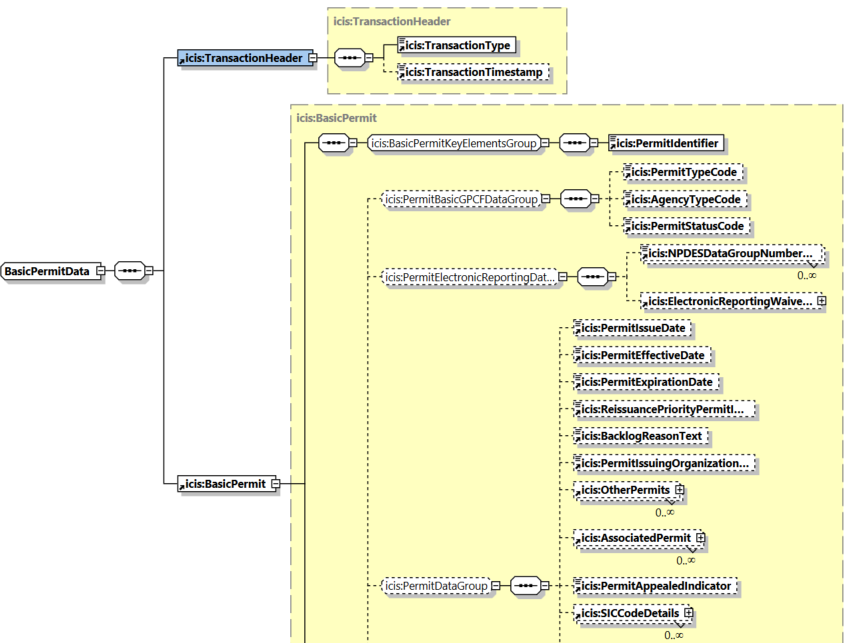 icis:TransactionHeader
icis:TransactionHeader
icis:TransactionType
icis:TransactionTimestamp
icis:BasicPermit
icis:BasicPermitKeyElementsGroup
icis:PermitIdentifier
icis:PermitBasicGPCFDataGroup
icis:PermitTypeCode
icis:AgencyTypeCode
icis:PermitStatusCode
BasicPermitData
icis:PermitElectronicReportingDat...
icis:NPDESDataGroupNumber...
0..∞
icis:ElectronicReportingWaive...
icis:PermitIssueDate
icis:PermitEffectiveDate
icis:PermitExpirationDate
icis:ReissuancePriorityPermitI...
icis:BacklogReasonText
icis:PermitIssuingOrganization...
icis:BasicPermit
icis:OtherPermits
0..∞
icis:AssociatedPermit
0..∞
icis:PermitDataGroup
icis:PermitAppealedIndicator
icis:SICCodeDetails
0..∞